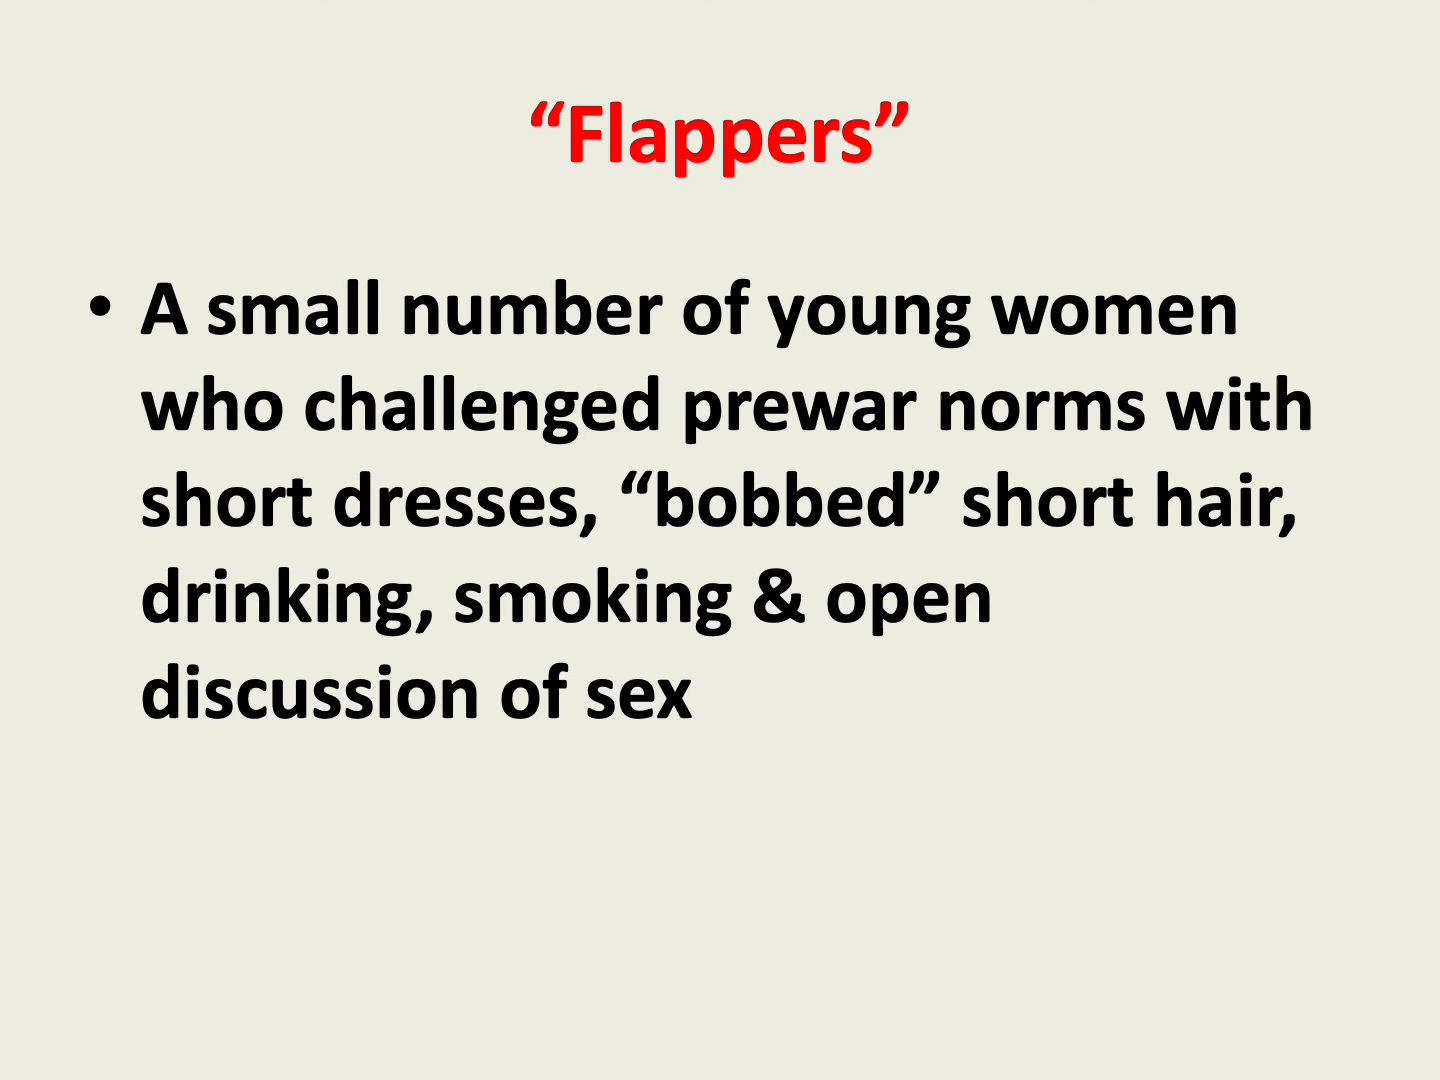 “Flappers”
• A small number of young women
who challenged prewar norms with
short dresses, “bobbed” short hair,
drinking, smoking & open
discussion of sex